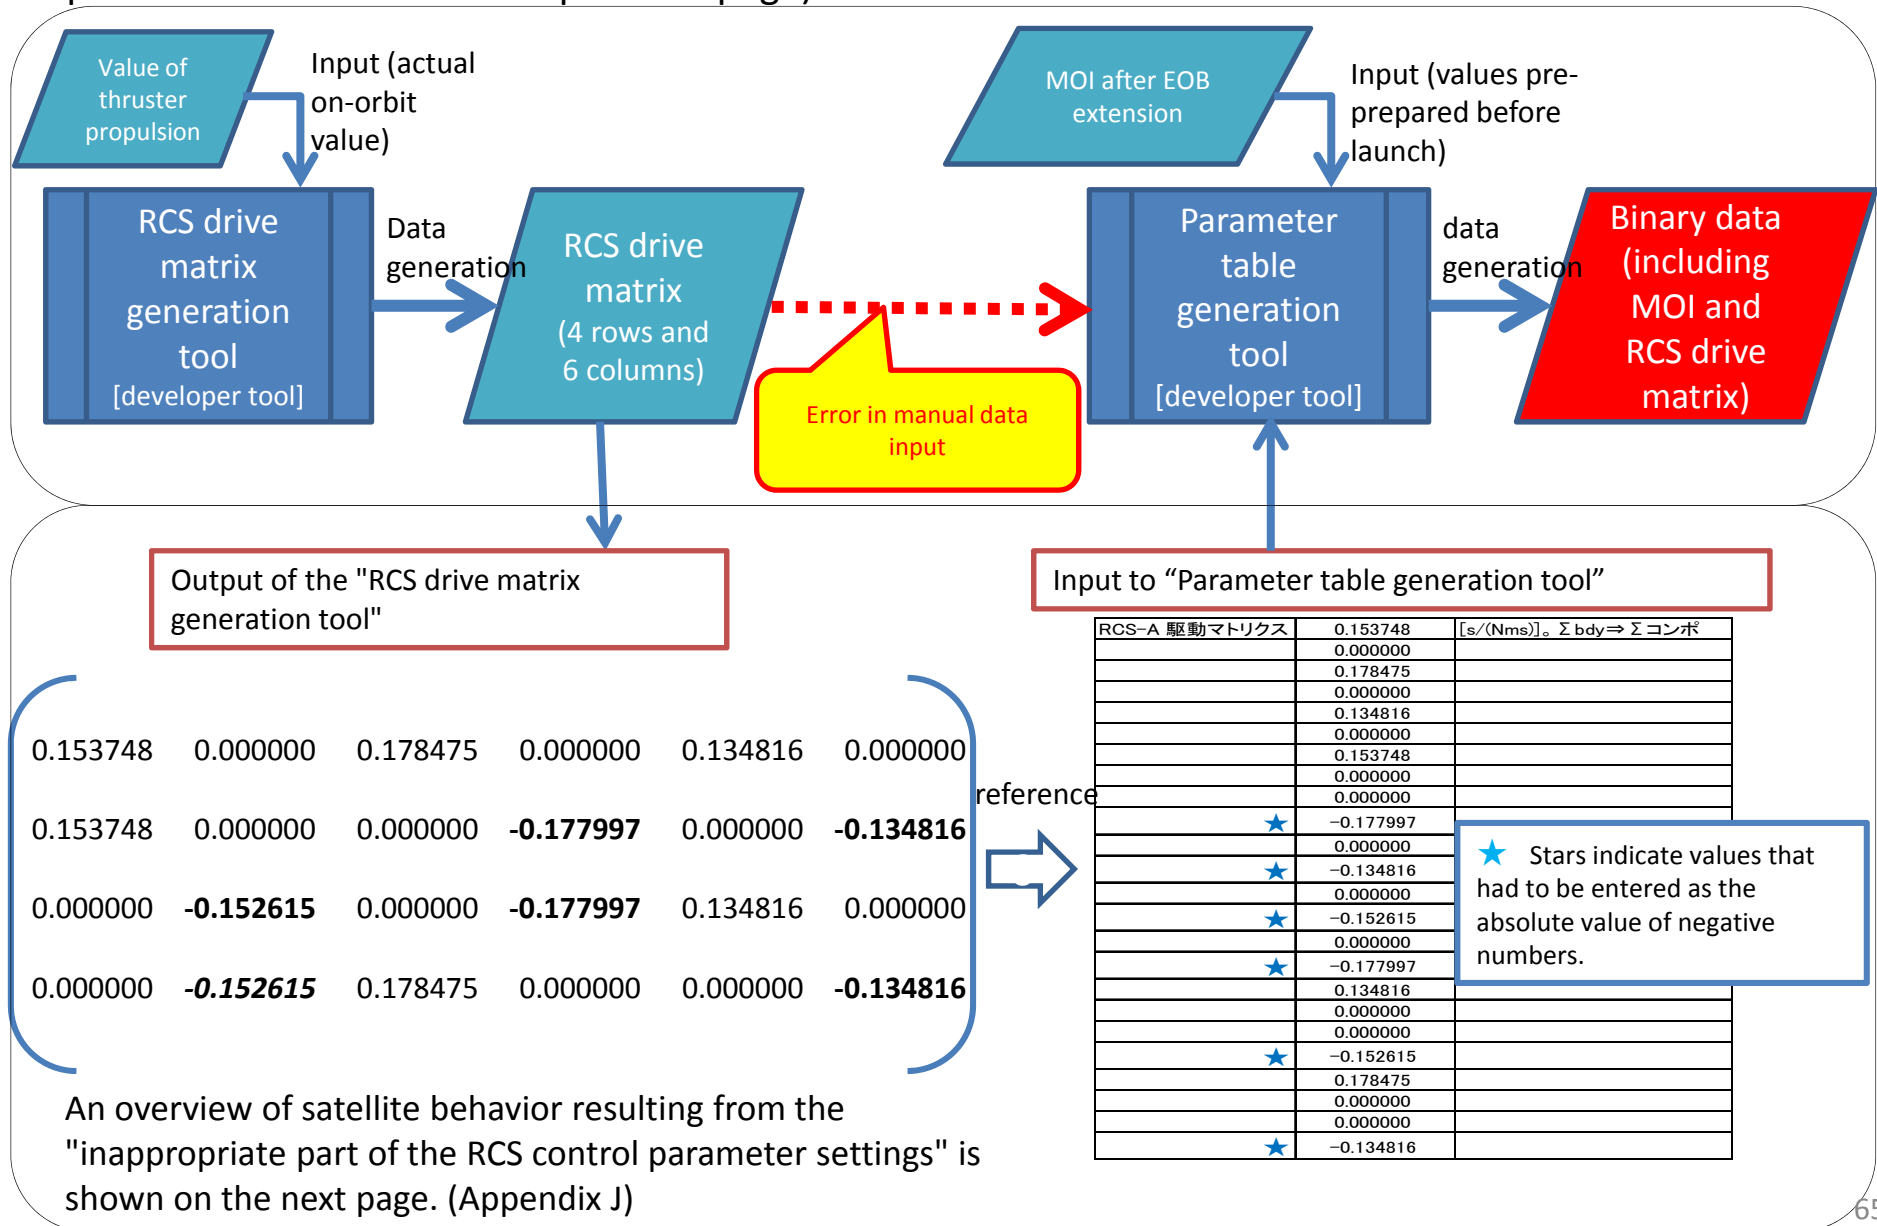 Value of
thruster
propulsion
Input (actual
on-orbit
value)
MOI after EOB
extension
Input (values pre-
prepared before
launch)
RCS drive
matrix
generation
tool
[developer tool]
Data
generation
RCS drive
matrix
(4 rows and
6 columns)
Error in manual data
input
Parameter
table
generation
tool
[developer tool]
data
generation
Binary data
(including
MOI and
RCS drive
matrix)
Output of the "RCS drive matrix
generation tool"
0.153748 0.000000 0.178475 0.000000 0.134816 0.000000
0.153748 0.000000 0.000000 -0.177997 0.000000 -0.134816
0.000000 -0.152615 0.000000 -0.177997 0.134816 0.000000
0.000000 -0.152615 0.178475 0.000000 0.000000 -0.134816
reference
Input to “Parameter table generation tool”
RCS-A 駆動マトリクス 0.153748 [s/(Nms)]。Σbdy⇒Σコンポ
0.000000
0.178475
0.000000
0.134816
0.000000
0.153748
0.000000
0.000000
★ -0.177997
0.000000
★ -0.134816
0.000000
★ -0.152615
0.000000
★ -0.177997
0.134816
0.000000
0.000000
★ -0.152615
0.178475
0.000000
0.000000
★ -0.134816
★ Stars indicate values that
had to be entered as the
absolute value of negative
numbers.
An overview of satellite behavior resulting from the
"inappropriate part of the RCS control parameter settings" is
shown on the next page. (Appendix J)
65